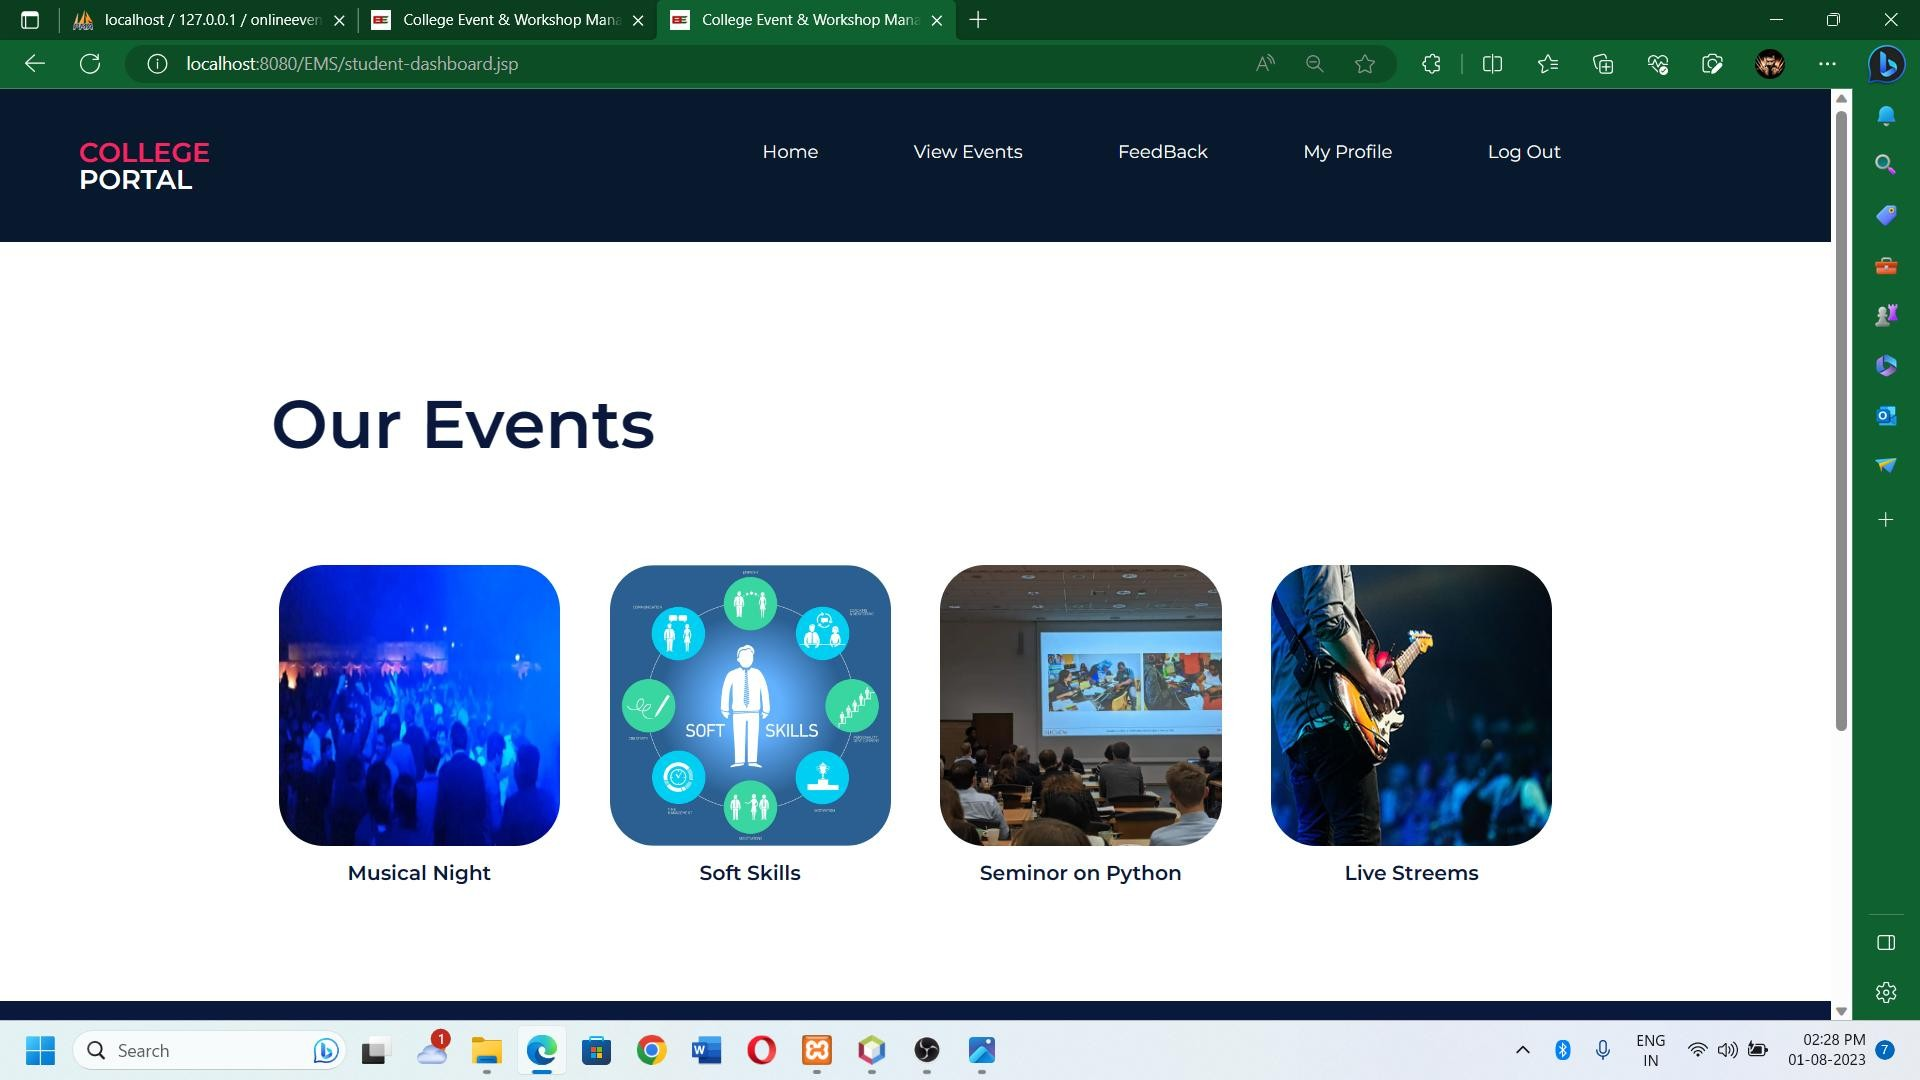 localhost / 127.0.0.1 / onlineeven
College Event & Workshop Mana
College Event & Workshop Mana
localhost:8080/EMS/student-dashboard.jsp
COLLEGE
PORTAL
Home
View Events
FeedBack
My Profile
Log Out
Our Events
SOFT SKILLS
Musical Night
Soft Skills
Seminor on Python
Live Streems
Search
1
ENG
IN
02:28 PM
01-08-2023
7